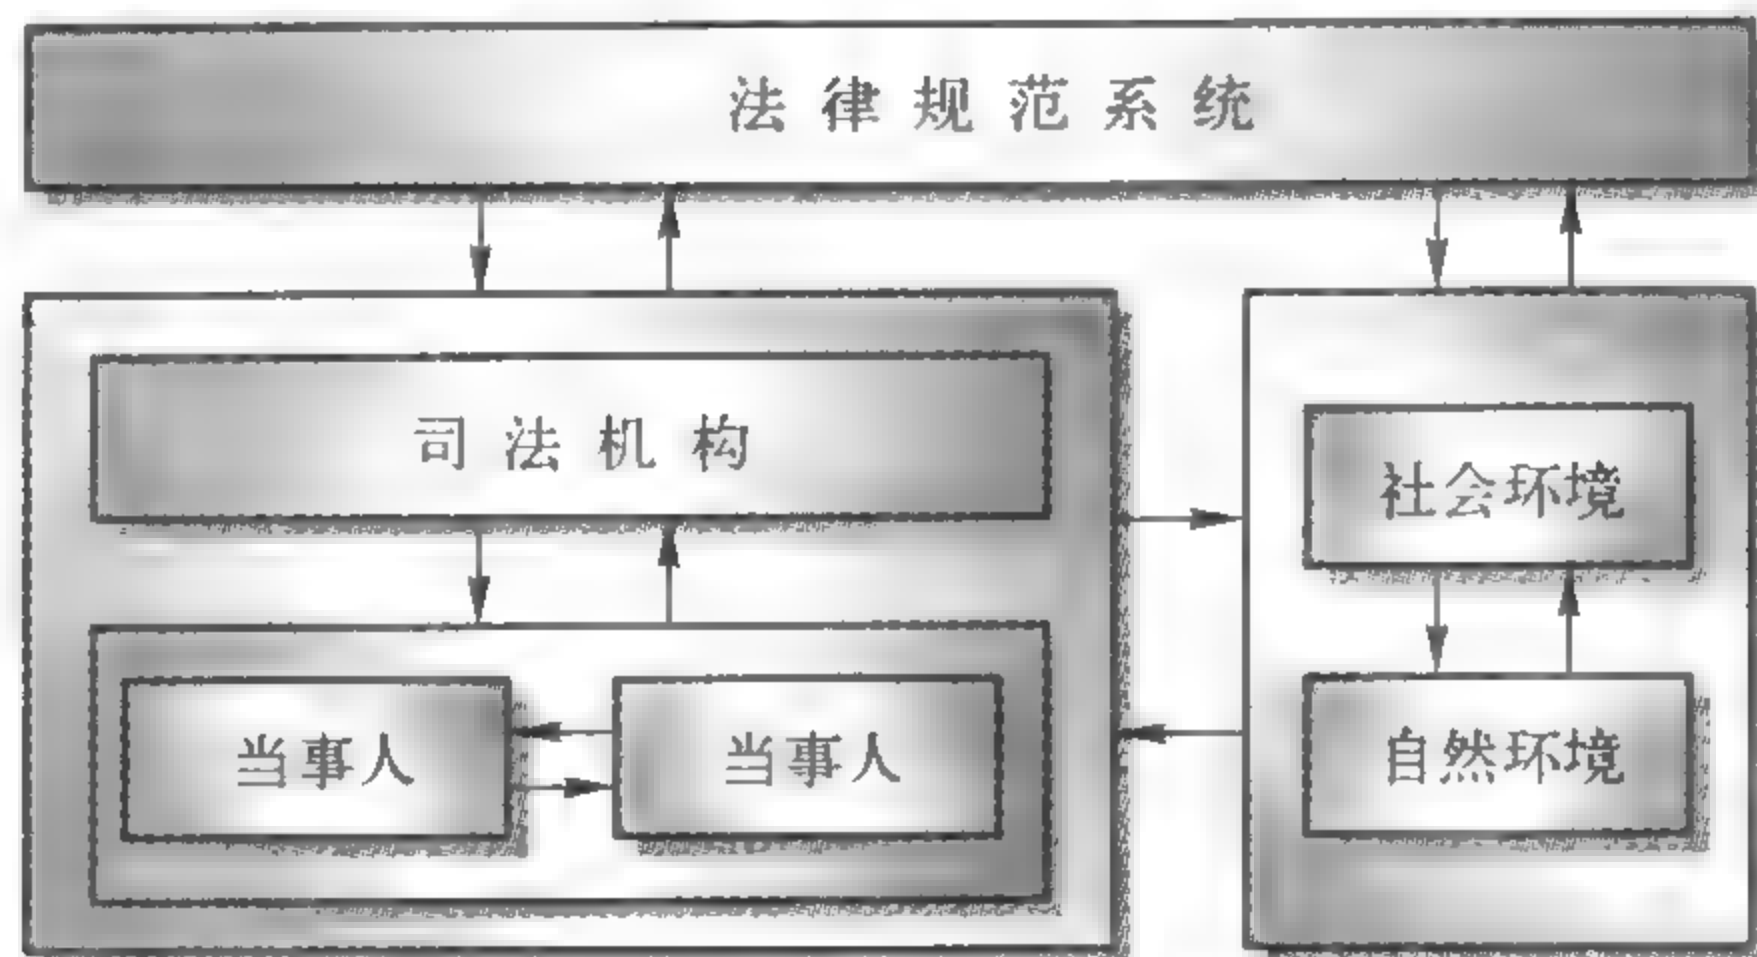 法律规范系统
司法机构
社会环境
当事人 当事人 自然环境